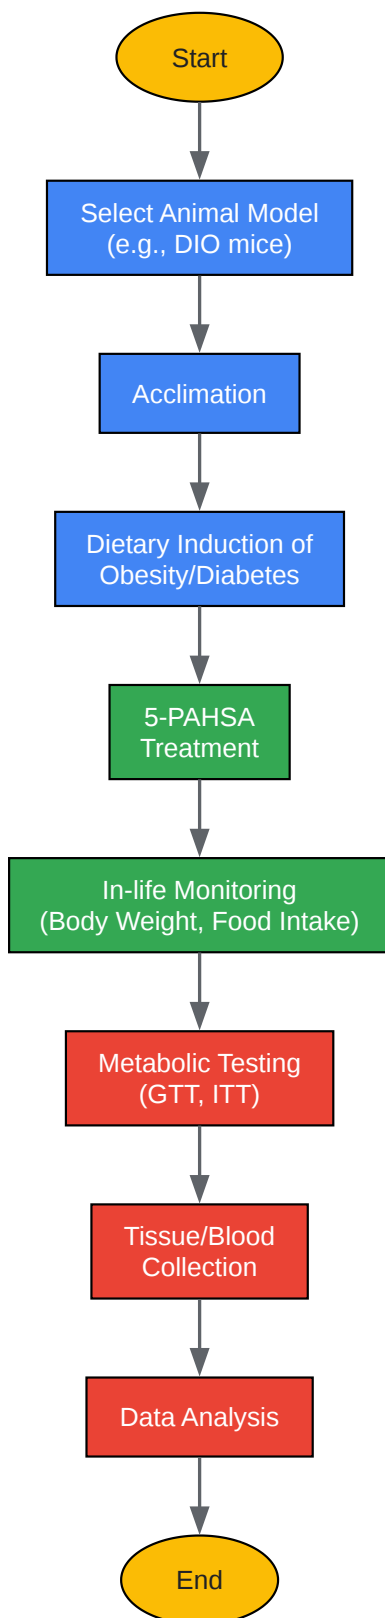 Start
Select Animal Model
(e.g., DIO mice)
Acclimation
Dietary Induction of
Obesity/Diabetes
5-PAHSA
Treatment
In-life Monitoring
(Body Weight, Food Intake)
Metabolic Testing
(GTT, ITT)
Tissue/Blood
Collection
Data Analysis
End